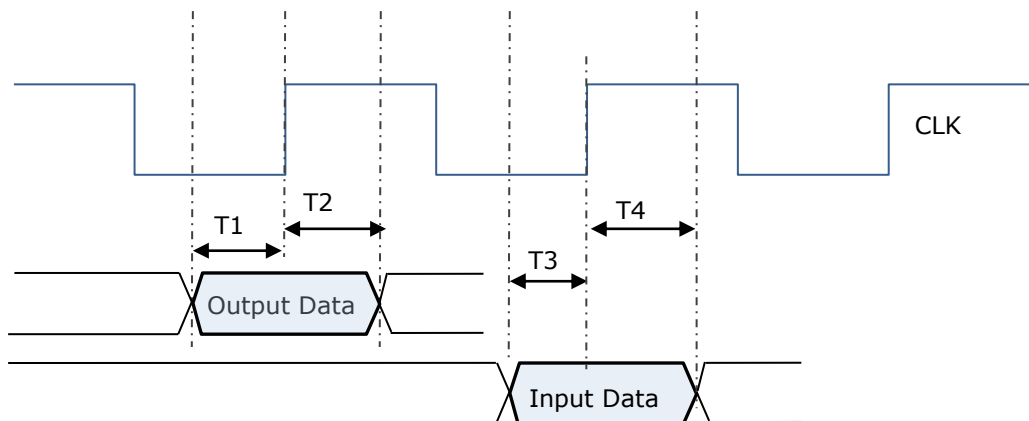 CLK
T1
T2
T4
T3
Output Data
Input Data